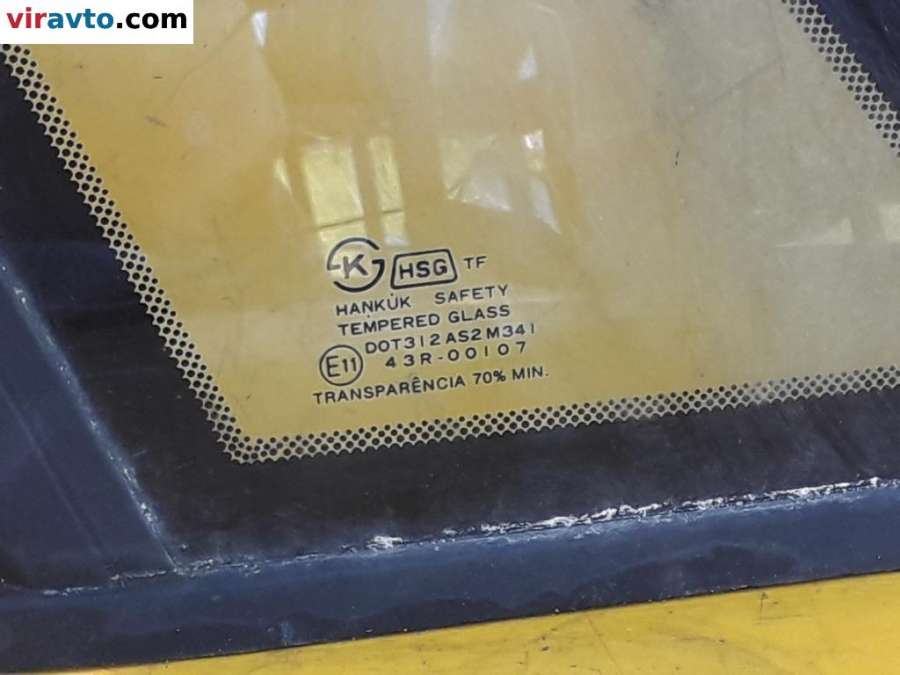 viravto.com
K HSG TF
HANKUK SAFETY
TEMPERED GLASS
DOT312AS2M341
E11 43R-00107
TRANSPARÊNCIA 70% MIN.